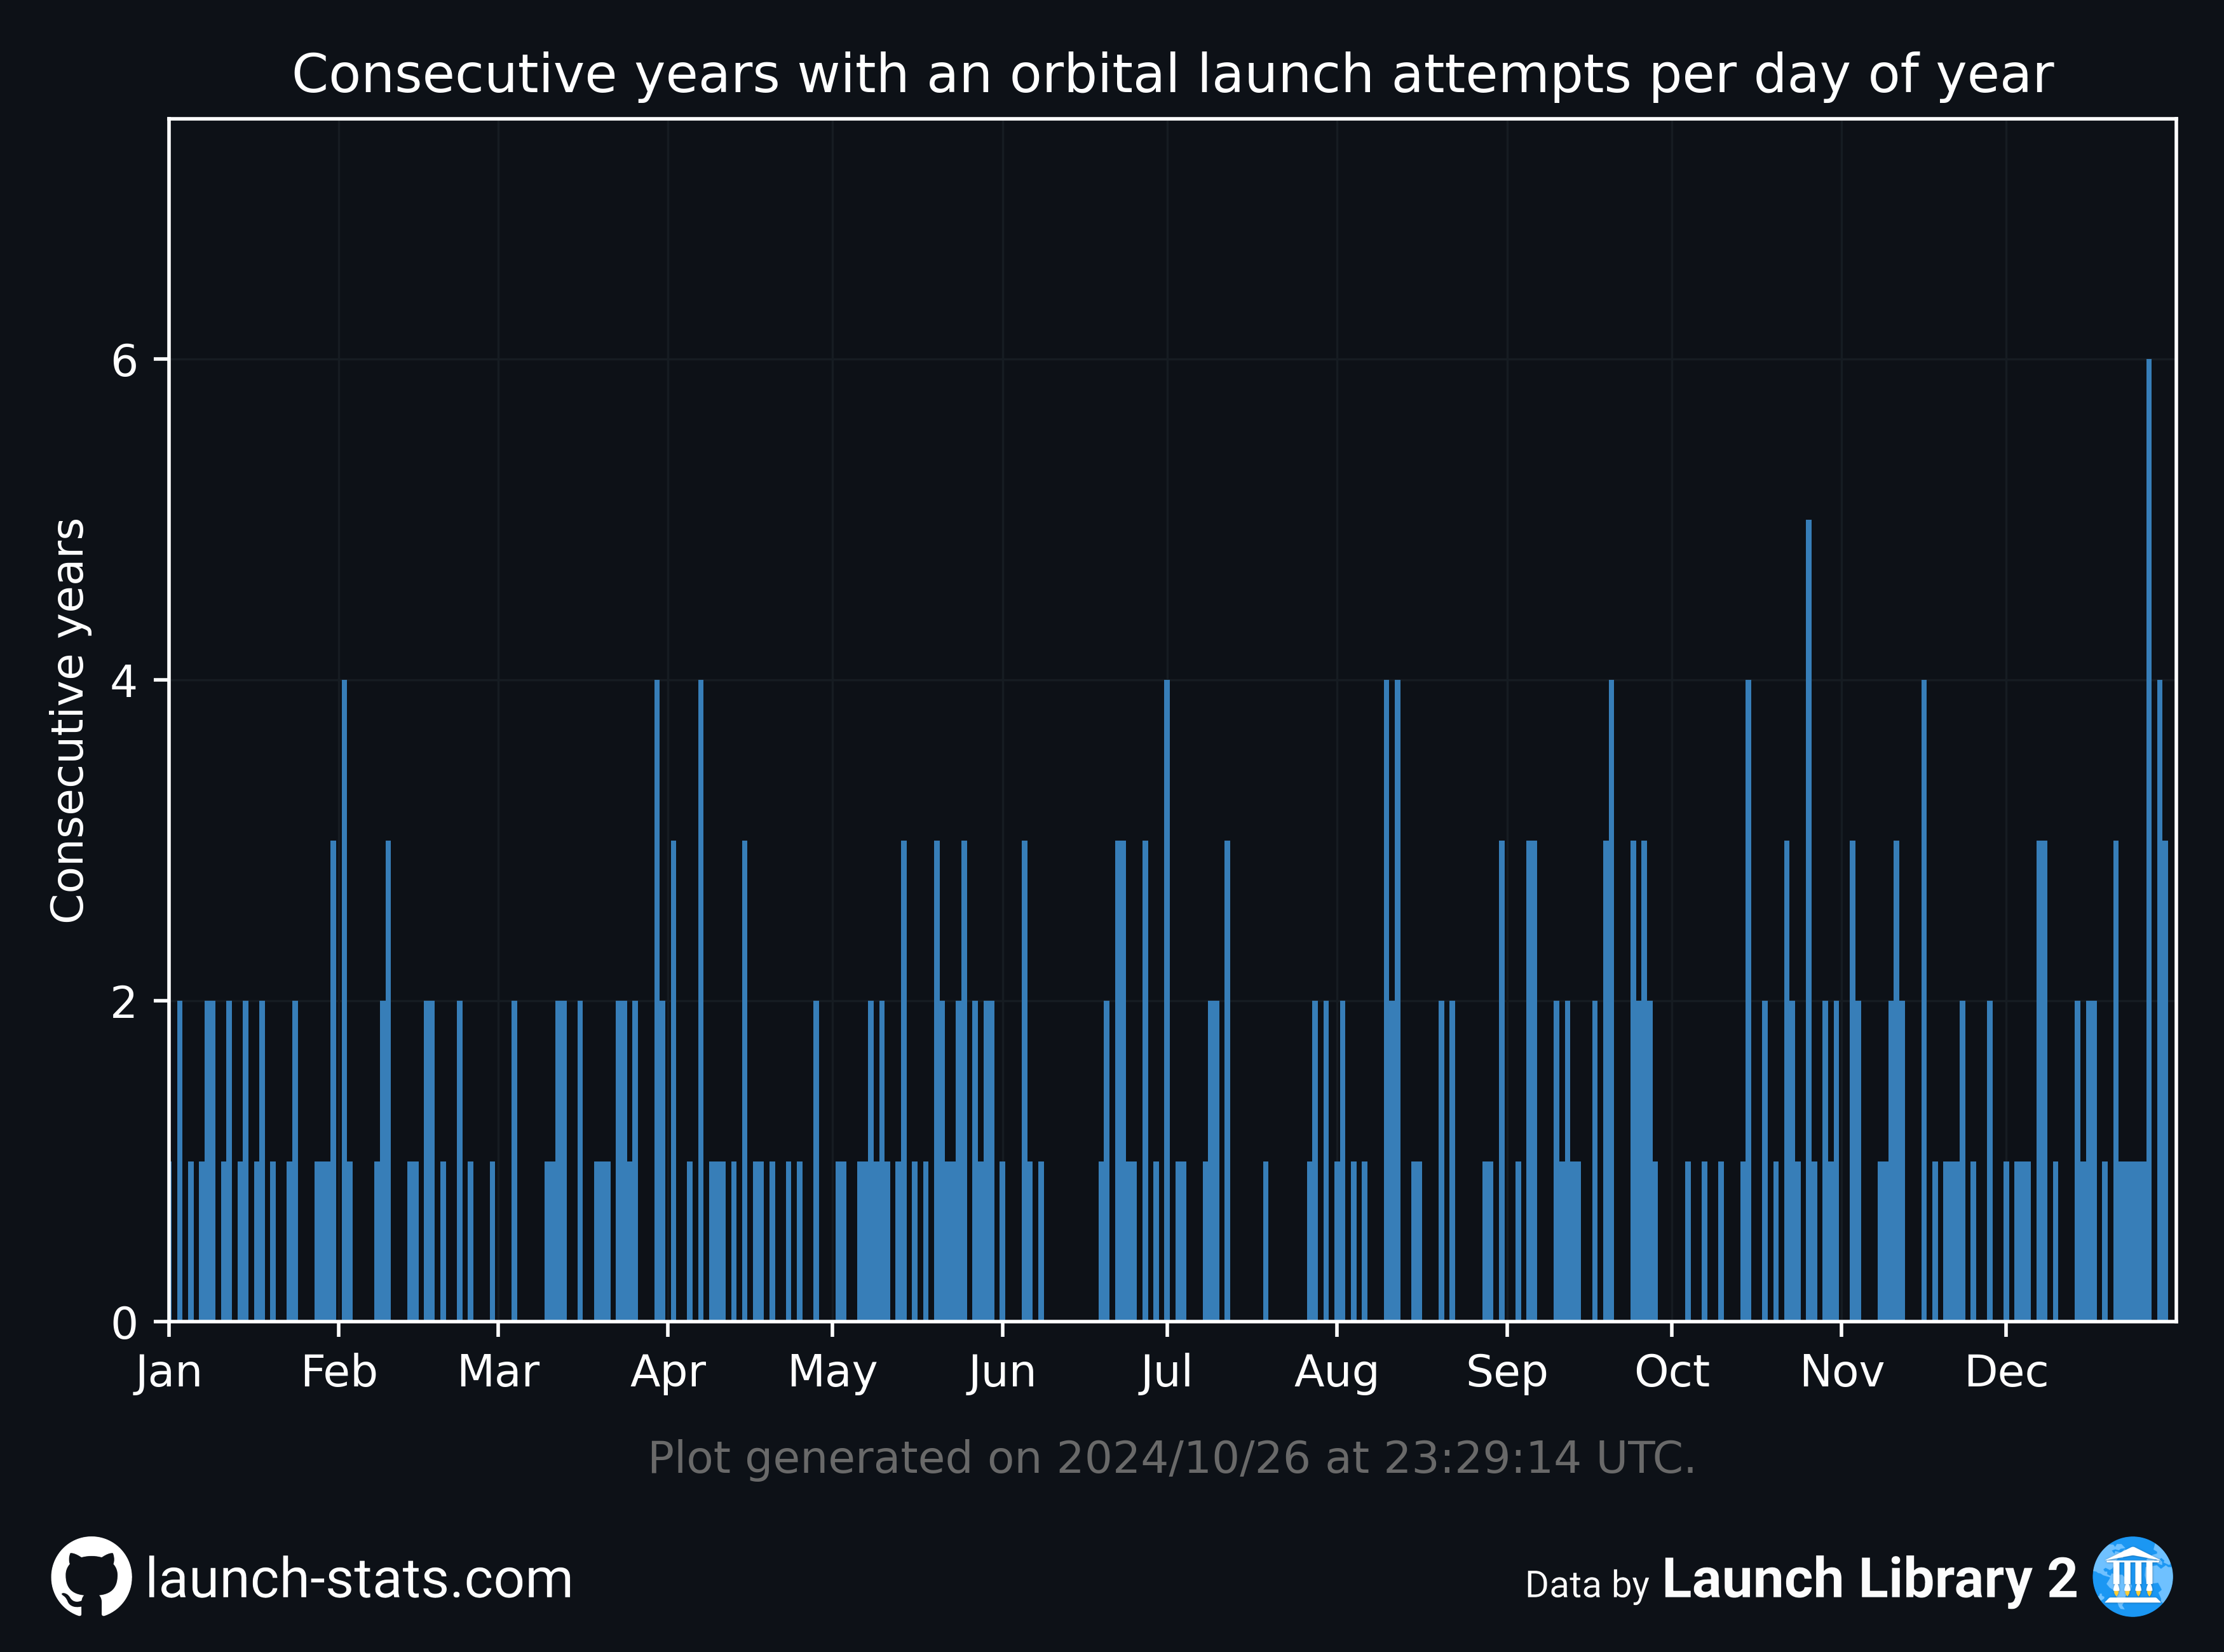 Consecutive years with an orbital launch attempts per day of year
Consecutive years
6
4
2
0
Jan Feb Mar Apr May Jun Jul Aug Sep Oct Nov Dec
Plot generated on 2024/10/26 at 23:29:14 UTC.
launch-stats.com
Data by Launch Library 2